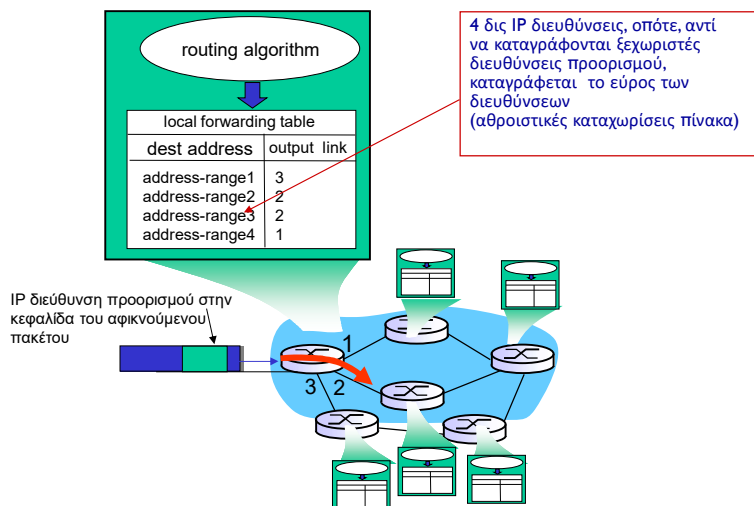 routing algorithm
local forwarding table
dest address output link
address-range1 3
address-range2 2
address-range3 2
address-range4 1
4 δις IP διευθύνσεις, οπότε, αντί
να καταγράφονται ξεχωριστές
διευθύνσεις προορισμού,
καταγράφεται το εύρος των
διευθύνσεων
(αθροιστικές καταχωρίσεις πίνακα)
IP διεύθυνση προορισμού στην
κεφαλίδα του αφικνούμενου
πακέτου
1
3 2